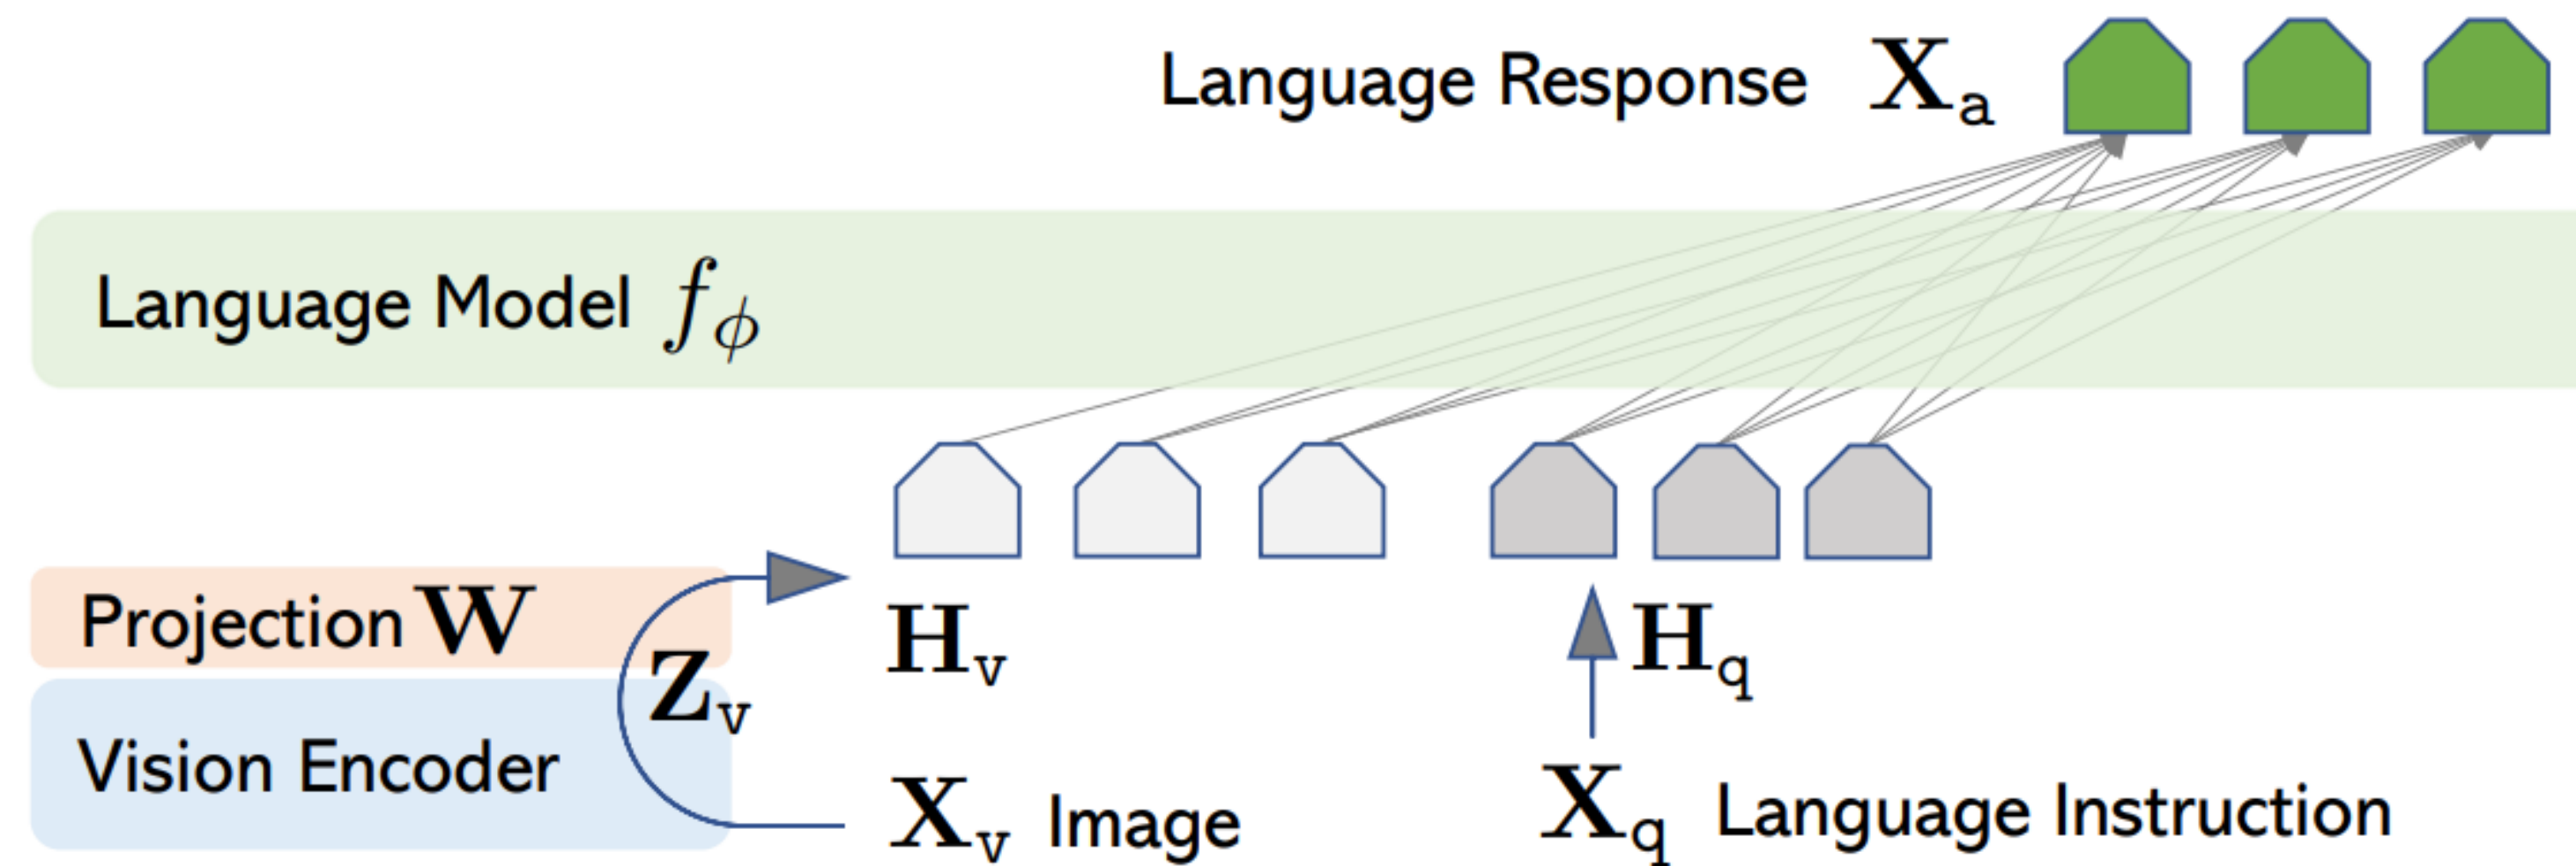 Language Response X_a
Language Model f_ϕ
Projection W
Z_v
H_v
H_q
Vision Encoder
X_v Image
X_q Language Instruction